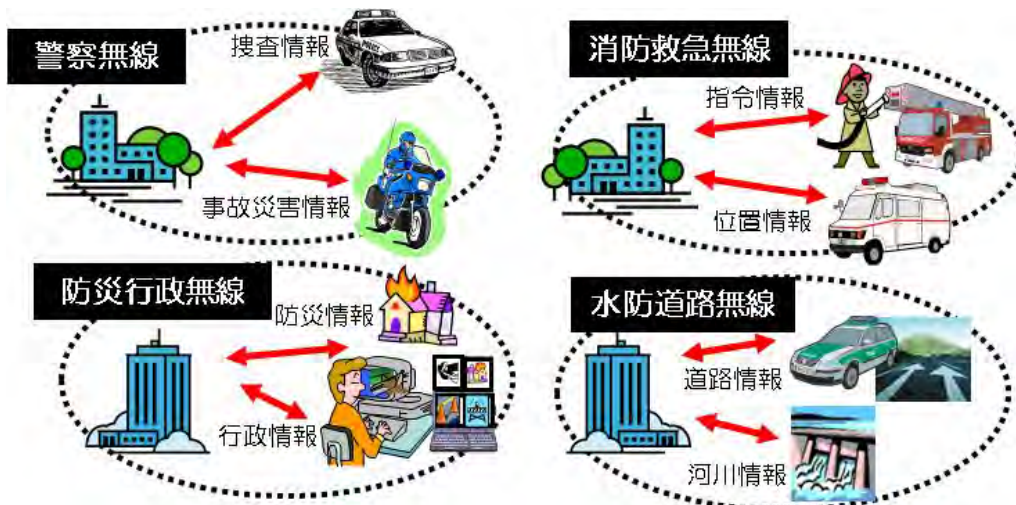 警察無線
捜査情報
事故災害情報
消防救急無線
指令情報
位置情報
防災行政無線
防災情報
行政情報
水防道路無線
道路情報
河川情報